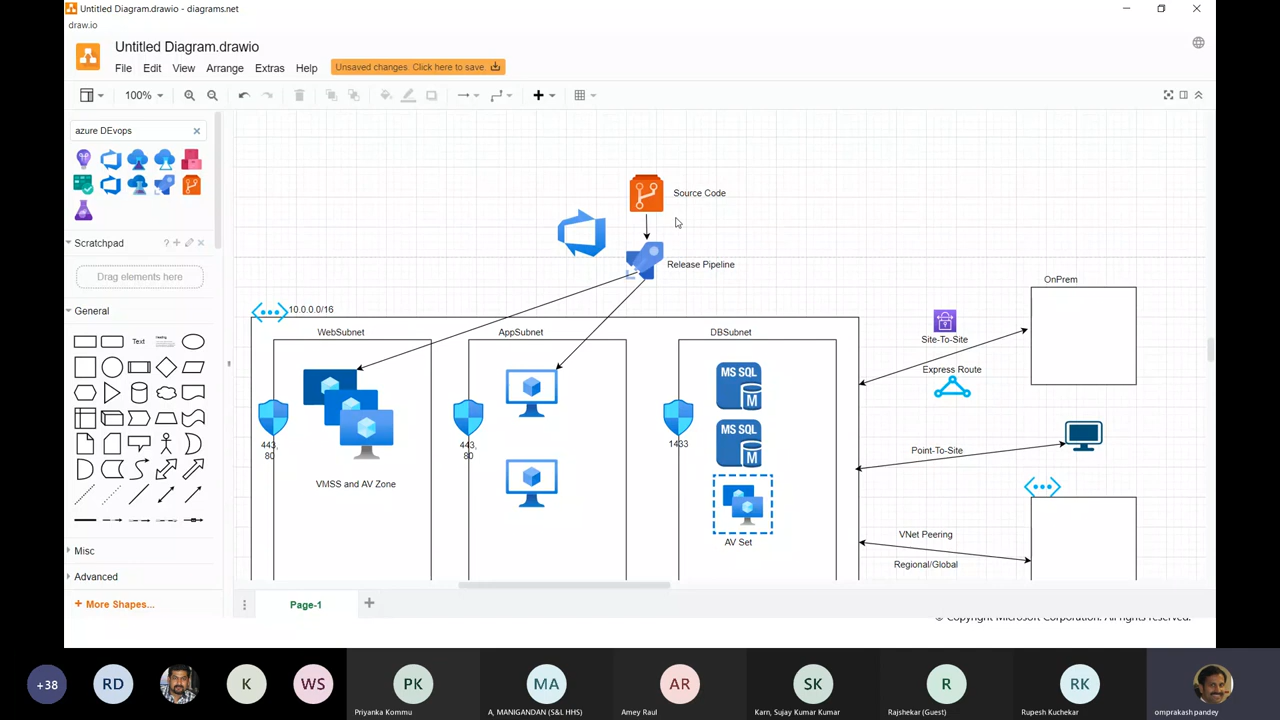 Untitled Diagram.drawio - diagrams.net
draw.io
Untitled Diagram.drawio
File Edit View Arrange Extras Help
Unsaved changes. Click here to save.
100%
azure DEvops
Scratchpad
?
Drag elements here
General
Text
Heading
Misc
Advanced
+ More Shapes...
Source Code
Release Pipeline
10.0.0.0/16
WebSubnet
AppSubnet
DBSubnet
OnPrem
Site-To-Site
Express Route
MS SQL
M
MS SQL
M
443,
80
443,
80
1433
Point-To-Site
VMSS and AV Zone
AV Set
VNet Peering
Regional/Global
Page-1
© Copyright Microsoft Corporation. All rights reserved.
+38
RD
K
WS
PK
MA
AR
SK
R
RK
Priyanka Kommu
A, MANIGANDAN (S&L HHS)
Amey Raul
Karn, Sujay Kumar Kumar
Rajshekar (Guest)
Rupesh Kuchekar
omprakash pandey